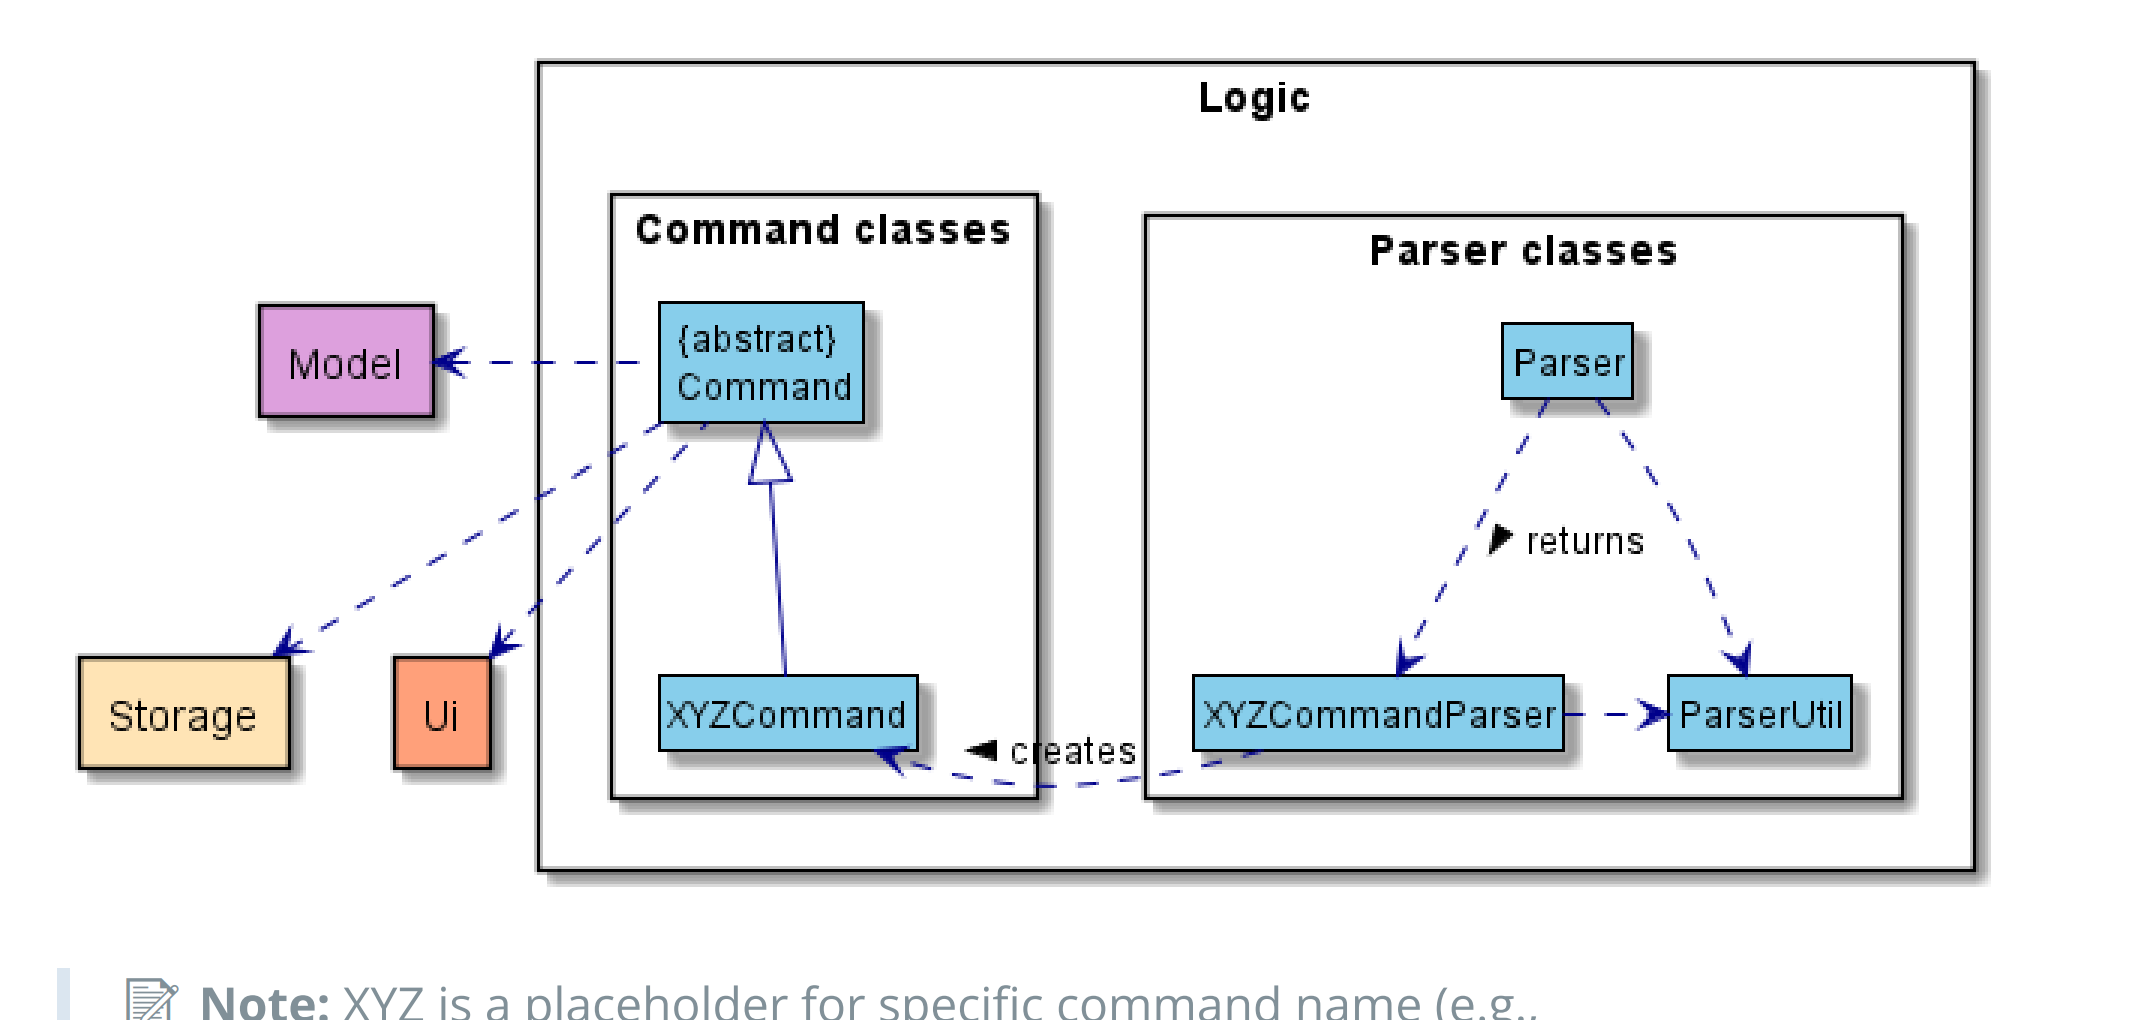 Logic
Command classes
Parser classes
{abstract}
Command
Model
Parser
returns
Storage
Ui
XYZCommand
creates
XYZCommandParser
ParserUtil
Note: XYZ is a placeholder for specific command name (e.g.,